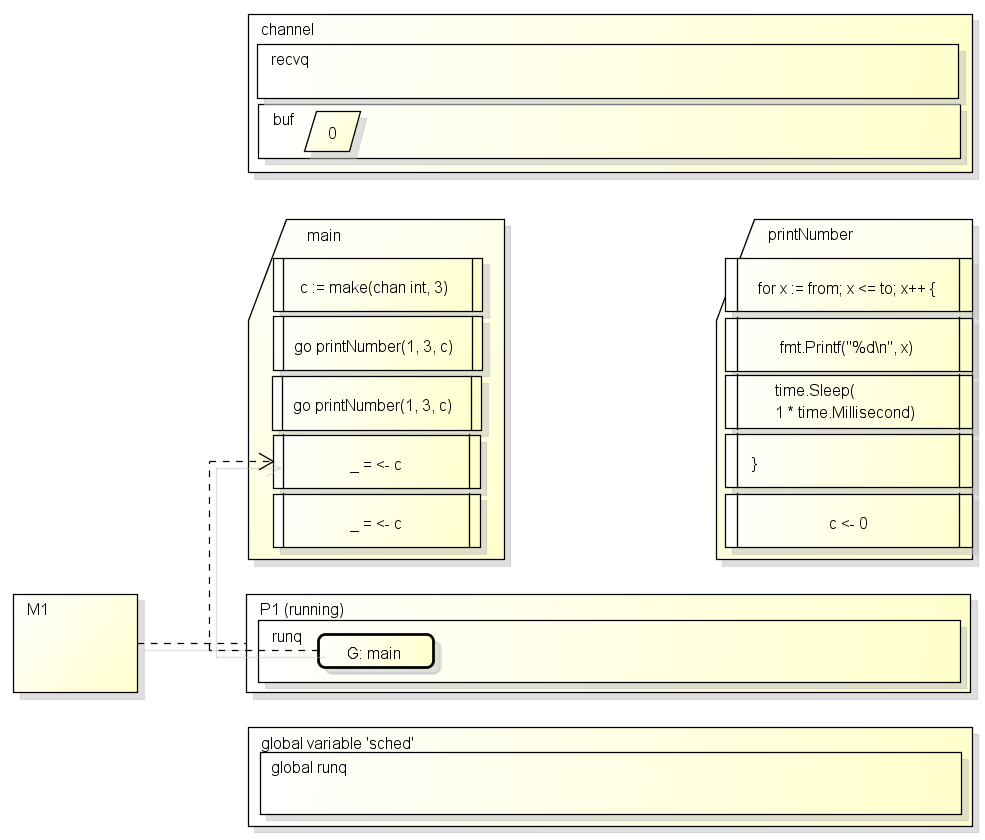 channel
recvq
buf
0
main
c := make(chan int, 3)
go printNumber(1, 3, c)
go printNumber(1, 3, c)
_ = <- c
_ = <- c
printNumber
for x := from; x <= to; x++ {
fmt.Printf("%d\n", x)
time.Sleep(
1 * time.Millisecond)
}
c <- 0
M1
P1 (running)
runq
G: main
global variable 'sched'
global runq